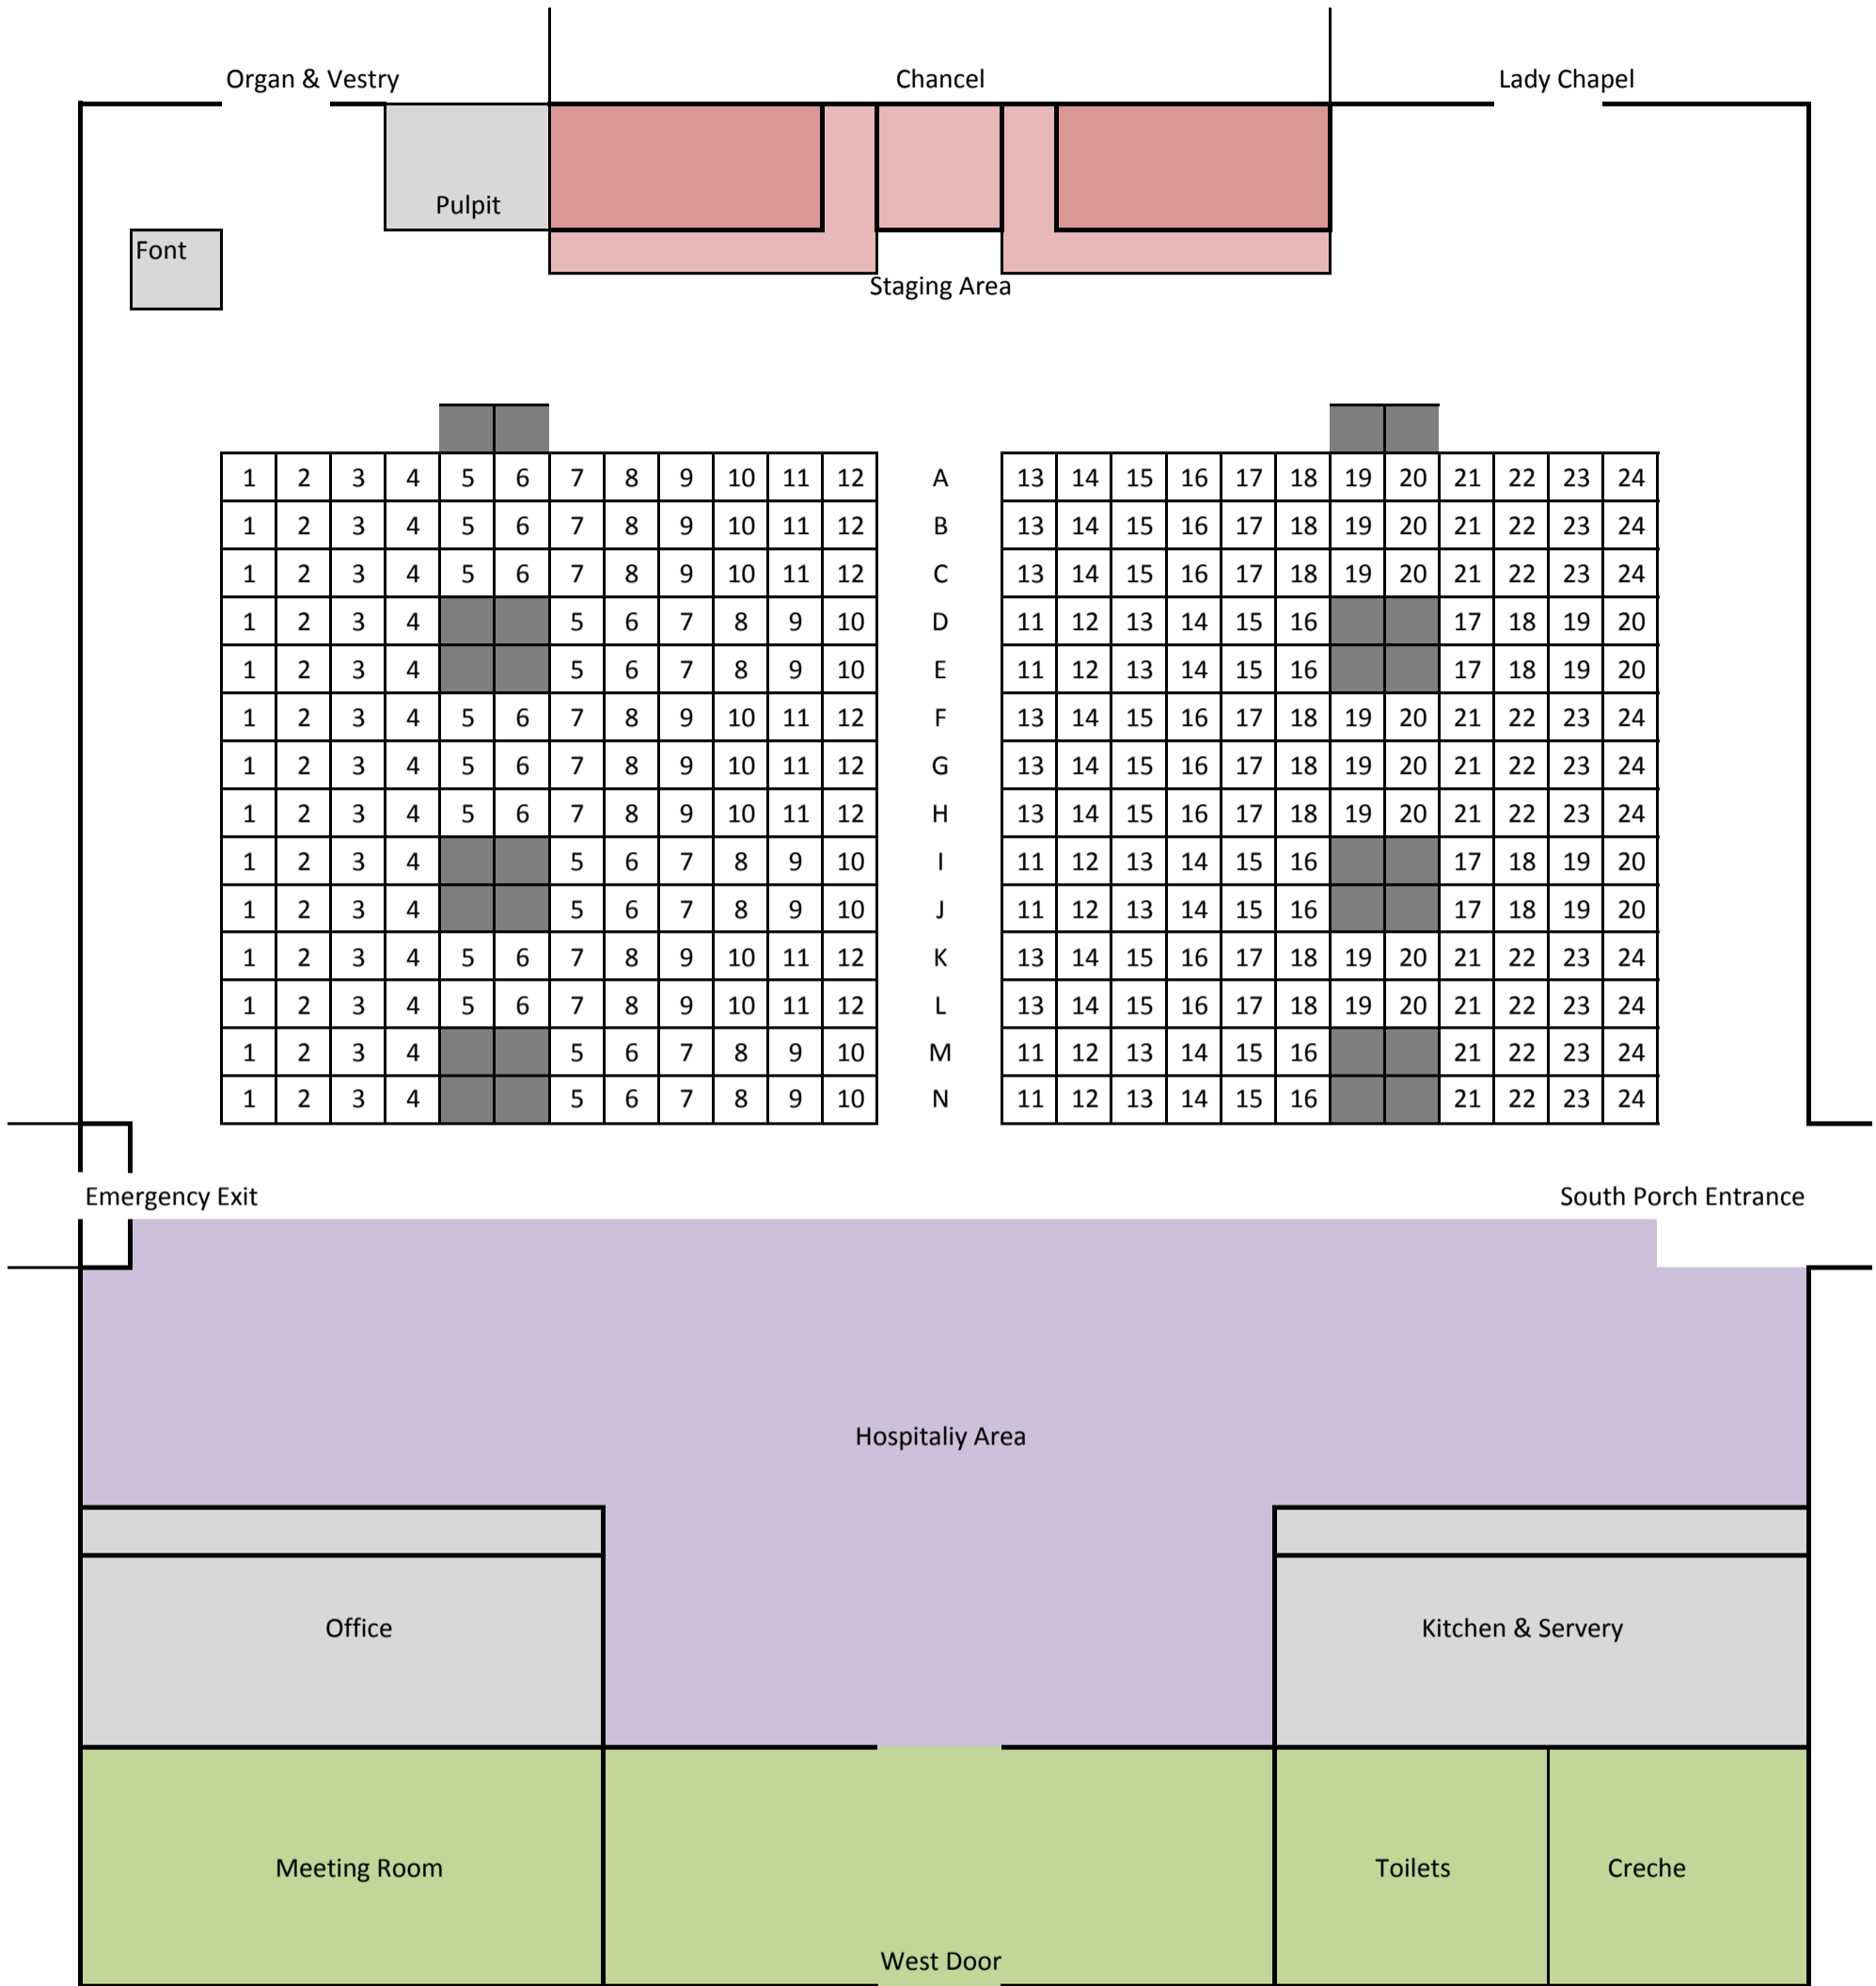 Organ & Vestry Chancel Lady Chapel
Pulpit
Font
Staging Area
1 2 3 4 5 6 7 8 9 10 11 12 A 13 14 15 16 17 18 19 20 21 22 23 24
1 2 3 4 5 6 7 8 9 10 11 12 B 13 14 15 16 17 18 19 20 21 22 23 24
1 2 3 4 5 6 7 8 9 10 11 12 C 13 14 15 16 17 18 19 20 21 22 23 24
1 2 3 4 5 6 7 8 9 10 D 11 12 13 14 15 16 17 18 19 20
1 2 3 4 5 6 7 8 9 10 E 11 12 13 14 15 16 17 18 19 20
1 2 3 4 5 6 7 8 9 10 11 12 F 13 14 15 16 17 18 19 20 21 22 23 24
1 2 3 4 5 6 7 8 9 10 11 12 G 13 14 15 16 17 18 19 20 21 22 23 24
1 2 3 4 5 6 7 8 9 10 11 12 H 13 14 15 16 17 18 19 20 21 22 23 24
1 2 3 4 5 6 7 8 9 10 I 11 12 13 14 15 16 17 18 19 20
1 2 3 4 5 6 7 8 9 10 J 11 12 13 14 15 16 17 18 19 20
1 2 3 4 5 6 7 8 9 10 11 12 K 13 14 15 16 17 18 19 20 21 22 23 24
1 2 3 4 5 6 7 8 9 10 11 12 L 13 14 15 16 17 18 19 20 21 22 23 24
1 2 3 4 5 6 7 8 9 10 M 11 12 13 14 15 16 21 22 23 24
1 2 3 4 5 6 7 8 9 10 N 11 12 13 14 15 16 21 22 23 24
Emergency Exit South Porch Entrance
Hospitaliy Area
Office Kitchen & Servery
Meeting Room Toilets Creche
West Door